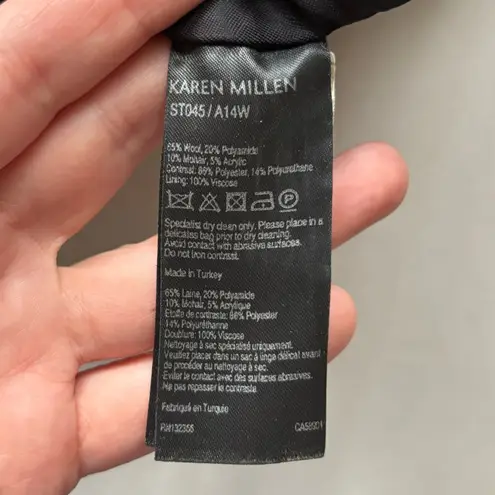 KAREN MILLEN
ST045 / A14W
65% Wool, 20% Polyamide
10% Mohair, 5% Acrylic
Contrast: 86% Polyester, 14% Polyurethane
Lining: 100% Viscose
P
Specialist dry clean only. Please place in a
delicates bag prior to dry cleaning.
Avoid contact with abrasive surfaces.
Do not iron contrast.
Made in Turkey
65% Laine, 20% Polyamide
10% Mohair, 5% Acrylique
Etoffe de contraste: 86% Polyester
14% Polyuréthanne
Doublure: 100% Viscose
Nettoyage à sec spécialisé uniquement.
Veuillez placer dans un sac à linge délicat avant
de procéder au nettoyage à sec.
Eviter le contact avec des surfaces abrasives.
Ne pas repasser le contraste.
Fabriqué en Turquie
RN132355